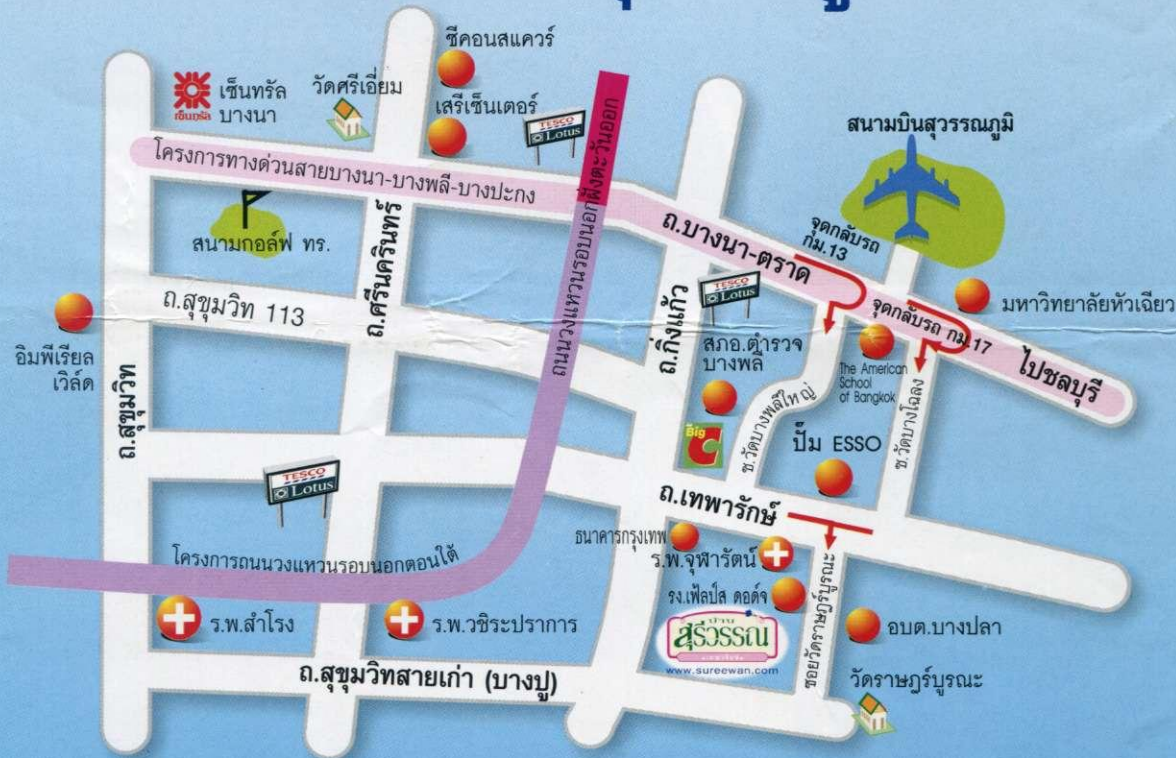 ซีคอนสแควร์
เซ็นทรัล
บางนา
เซ็นทรัล
วัดศรีเอี่ยม
เสรีเซ็นเตอร์
TESCO
Lotus
สนามบินสุวรรณภูมิ
โครงการทางด่วนสายบางนา-บางพลี-บางปะกง
ถนนวงแหวนรอบนอกฝั่งตะวันออก
สนามกอล์ฟ ทร.
ถ.ศรีนครินทร์
ถ.บางนา-ตราด
จุดกลับรถ
กม.13
ถ.สุขุมวิท 113
TESCO
Lotus
จุดกลับรถ กม.17
มหาวิทยาลัยหัวเฉียว
ไปชลบุรี
อิมพีเรียล
เวิล์ด
ถ.สุขุมวิท
ถ.กิ่งแก้ว
สภอ.ตำรวจ
บางพลี
The American
School
of Bangkok
ซ.วัดบางพลีใหญ่
ซ.วัดบางโฉลง
Big
C
ปั๊ม ESSO
TESCO
Lotus
ถ.เทพารักษ์
ธนาคารกรุงเทพ
ร.พ.จุฬารัตน์
โครงการถนนวงแหวนรอบนอกตอนใต้
รง.เฟ้ลปส์ ดอด์จ
ซอยวัดราษฎร์บูรณะ
ร.พ.สำโรง
ร.พ.วชิระปราการ
บ้าน
สุรีวรรณ
www.sureewan.com
อบต.บางปลา
ถ.สุขุมวิทสายเก่า (บางปู)
วัดราษฎร์บูรณะ